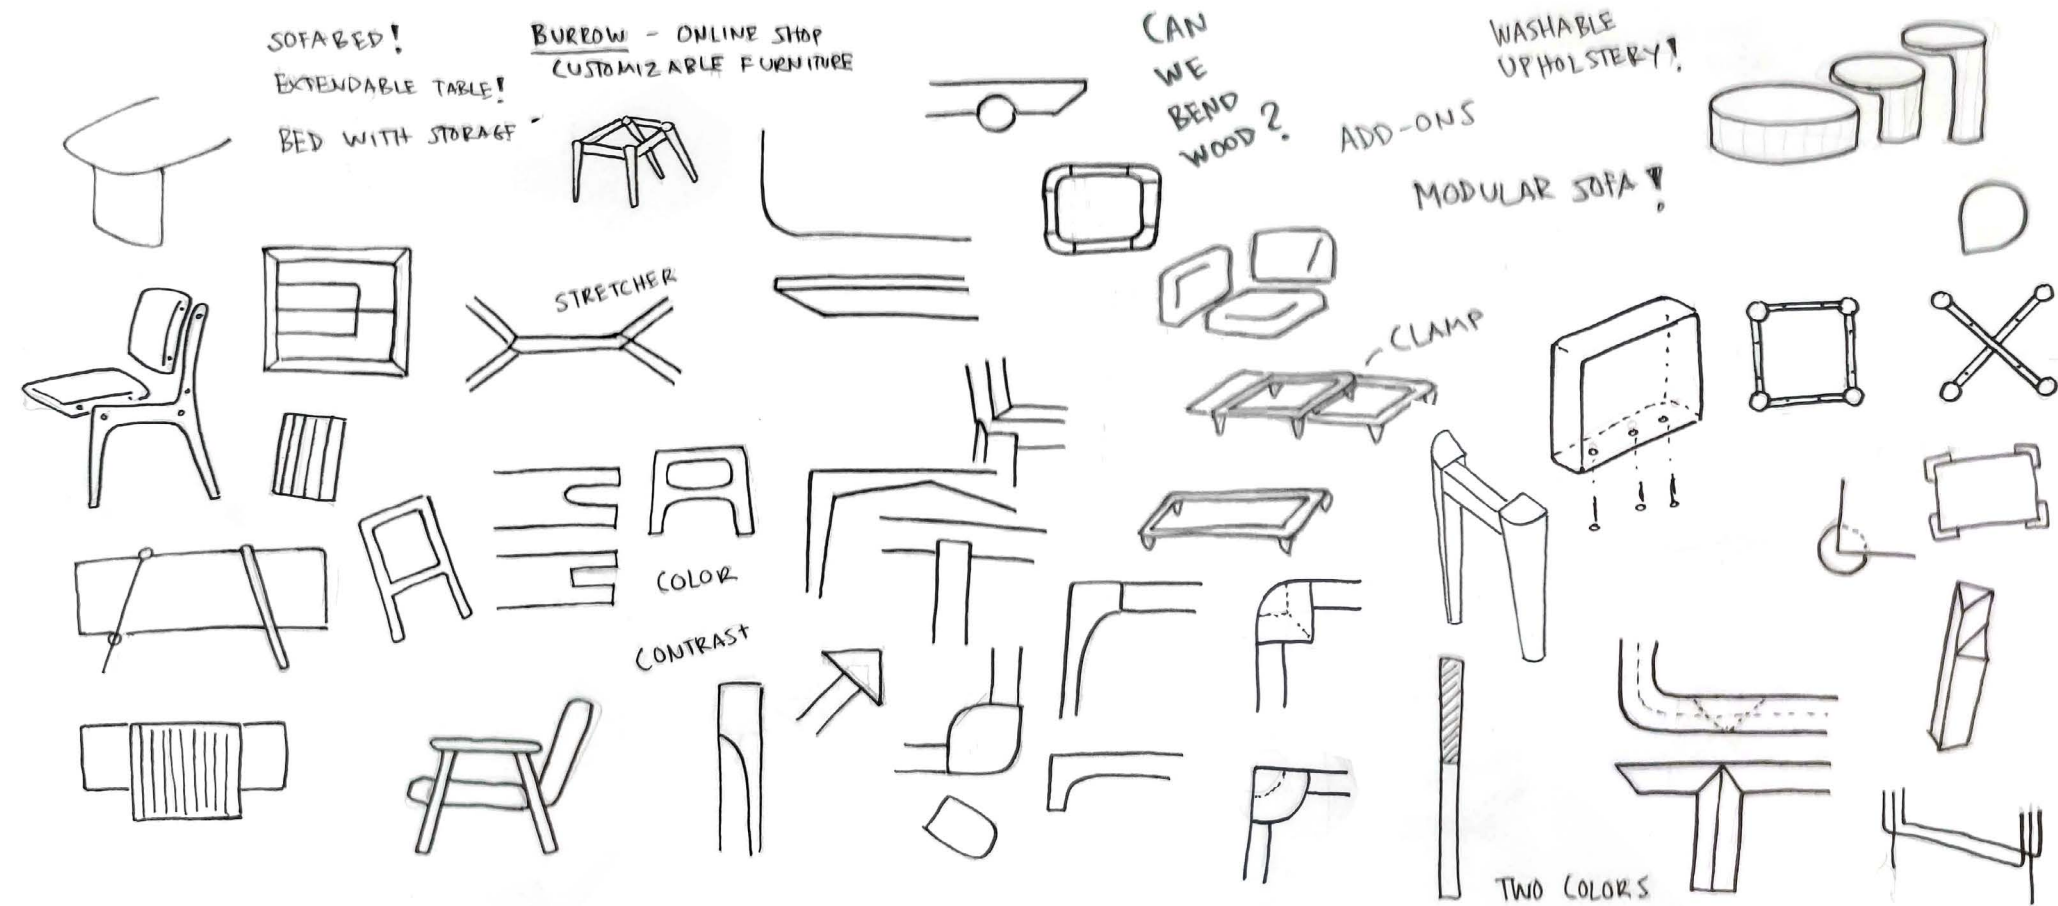 SOFABED!
EXTENDABLE TABLE!
BED WITH STORAGE
BURROW - ONLINE SHOP
CUSTOMIZABLE FURNITURE
CAN
WE
BEND
WOOD?
WASHABLE
UPHOLSTERY!
ADD-ONS
MODULAR SOFA!
STRETCHER
CLAMP
COLOR
CONTRAST
TWO COLORS